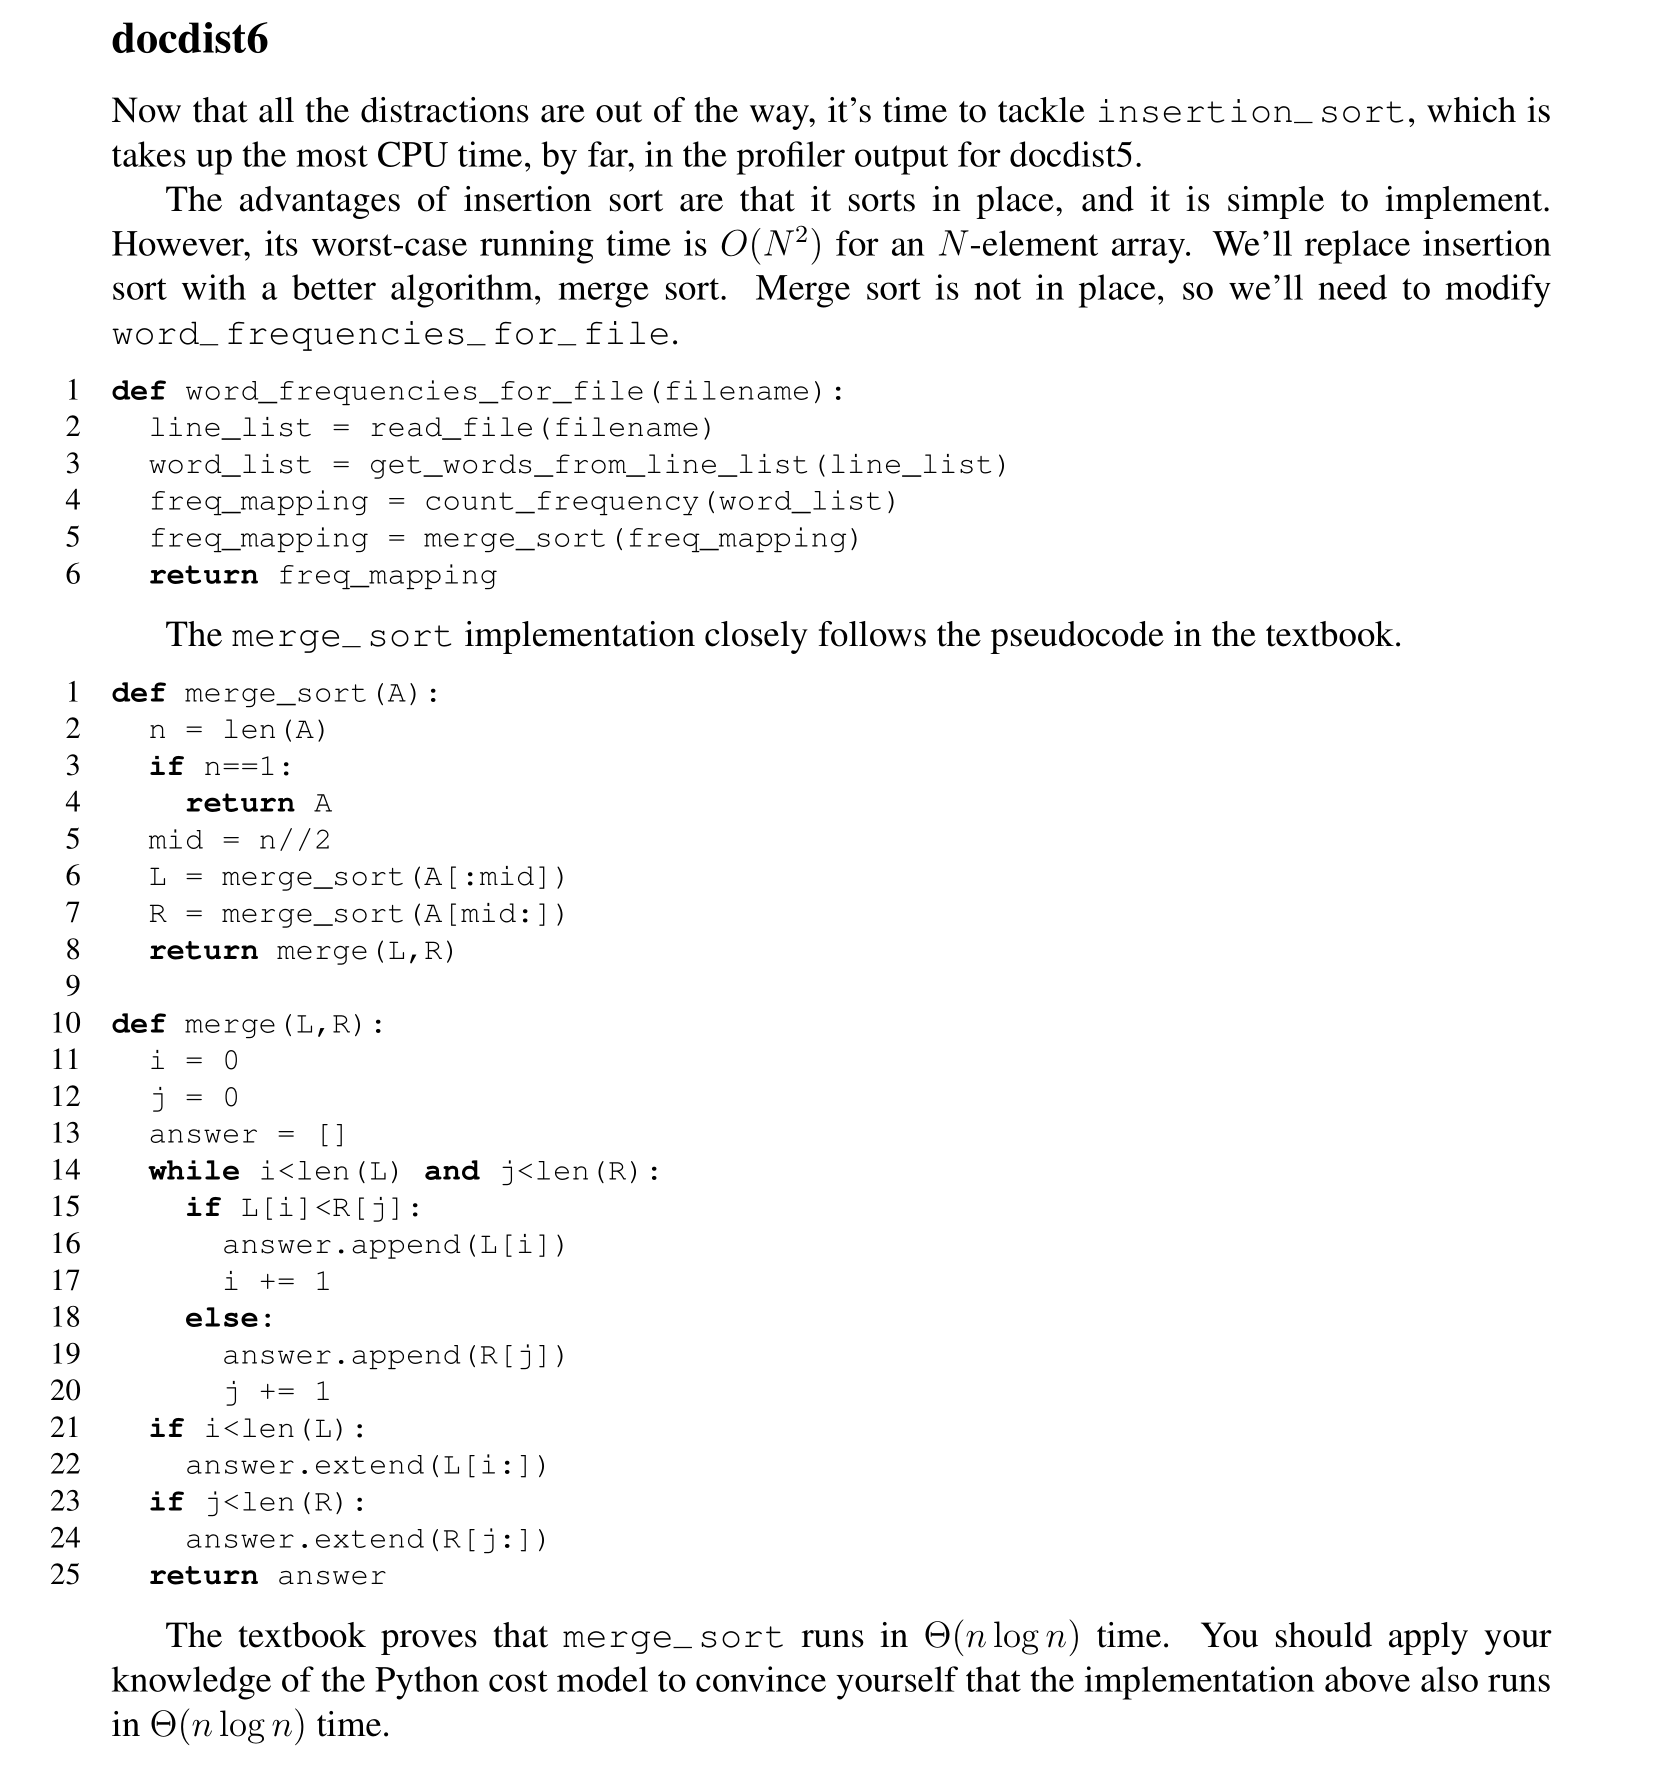 docdist6
Now that all the distractions are out of the way, it's time to tackle insertion_sort, which is
takes up the most CPU time, by far, in the profiler output for docdist5.
The advantages of insertion sort are that it sorts in place, and it is simple to implement.
However, its worst-case running time is O(N²) for an N-element array. We'll replace insertion
sort with a better algorithm, merge sort. Merge sort is not in place, so we'll need to modify
word_frequencies_for_file.
1 def word_frequencies_for_file(filename):
2   line_list = read_file(filename)
3   word_list = get_words_from_line_list(line_list)
4   freq_mapping = count_frequency(word_list)
5   freq_mapping = merge_sort(freq_mapping)
6   return freq_mapping
The merge_sort implementation closely follows the pseudocode in the textbook.
1 def merge_sort(A):
2   n = len(A)
3   if n==1:
4     return A
5   mid = n//2
6   L = merge_sort(A[:mid])
7   R = merge_sort(A[mid:])
8   return merge(L,R)
9
10 def merge(L,R):
11   i = 0
12   j = 0
13   answer = []
14   while i<len(L) and j<len(R):
15     if L[i]<R[j]:
16       answer.append(L[i])
17       i += 1
18     else:
19       answer.append(R[j])
20       j += 1
21   if i<len(L):
22     answer.extend(L[i:])
23   if j<len(R):
24     answer.extend(R[j:])
25   return answer
The textbook proves that merge_sort runs in Θ(n log n) time. You should apply your
knowledge of the Python cost model to convince yourself that the implementation above also runs
in Θ(n log n) time.